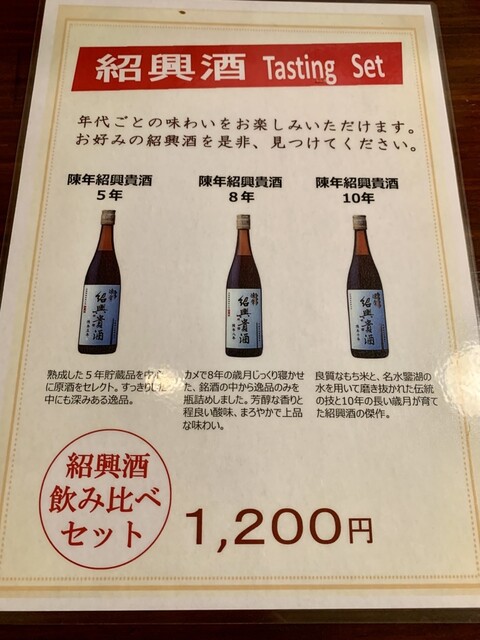 紹興酒 Tasting Set
年代ごとの味わいをお楽しみいただけます。
お好みの紹興酒を是非、見つけてください。
陳年紹興貴酒
5年
陳年紹興貴酒
8年
陳年紹興貴酒
10年
紹興貴酒
紹興貴酒
紹興貴酒
熟成した5年貯蔵品を中心
に原酒をセレクト。すっきりした
中にも深みある逸品。
カメで8年の歳月じっくり寝かせ
た、銘酒の中から逸品のみを
瓶詰めしました。芳醇な香りと
程良い酸味、まろやかで上品
な味わい。
良質なもち米と、名水鑒湖の
水を用いて磨き抜かれた伝統
の技と10年の長い歳月が育て
た紹興酒の傑作。
紹興酒
飲み比べ
セット
1,200円